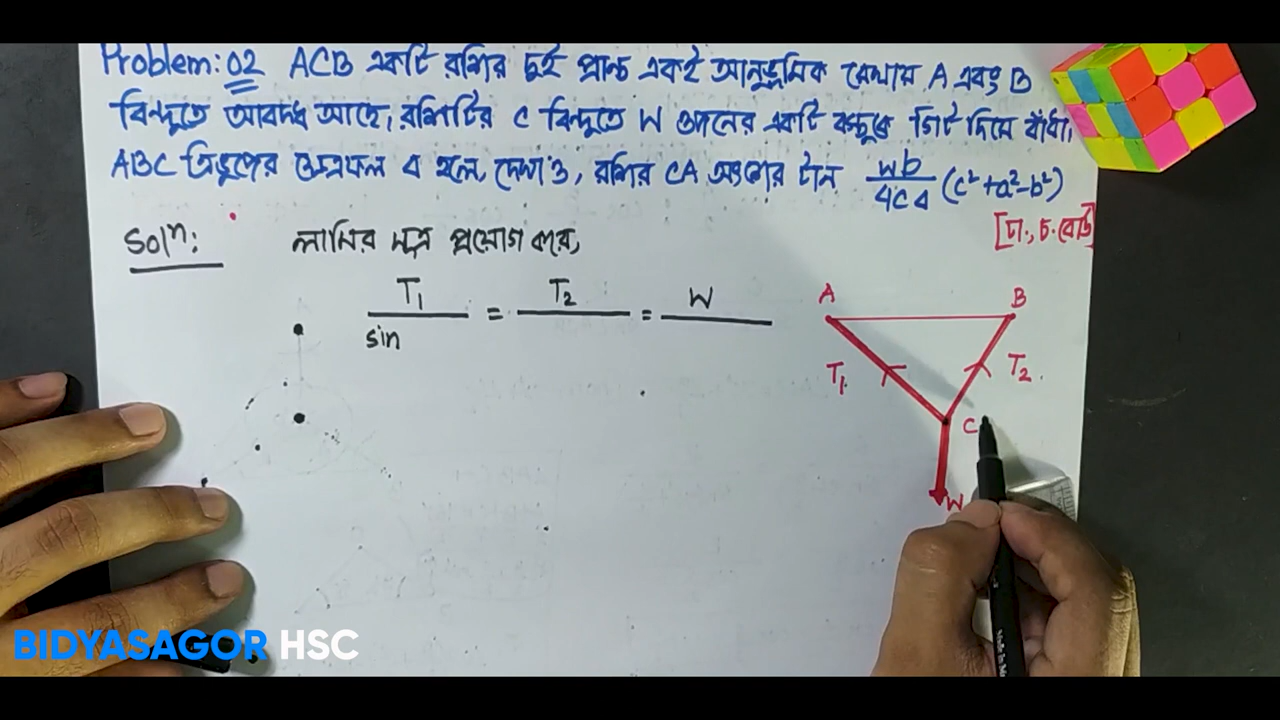 Problem: 02 ACB একটি রশির দুই প্রান্ত একই আনুভূমিক রেখায় A এবং B
বিন্দুতে আবদ্ধ আছে, রশিটির C বিন্দুতে W ওজনের একটি বস্তুকে গিট দিয়ে বাঁধা,
ABC ত্রিভুজের ক্ষেত্রফল ∆ হলে, দেখাও, রশির CA অংশের টান Wb/4c∆ (c²+a²-b²)
[ঢা., চ. বোর্ড]
Solⁿ: লামির সূত্র প্রয়োগ করে,
T₁/sin = T₂/ = W/
A B
T₁ T₂
C
W
BIDYASAGOR HSC